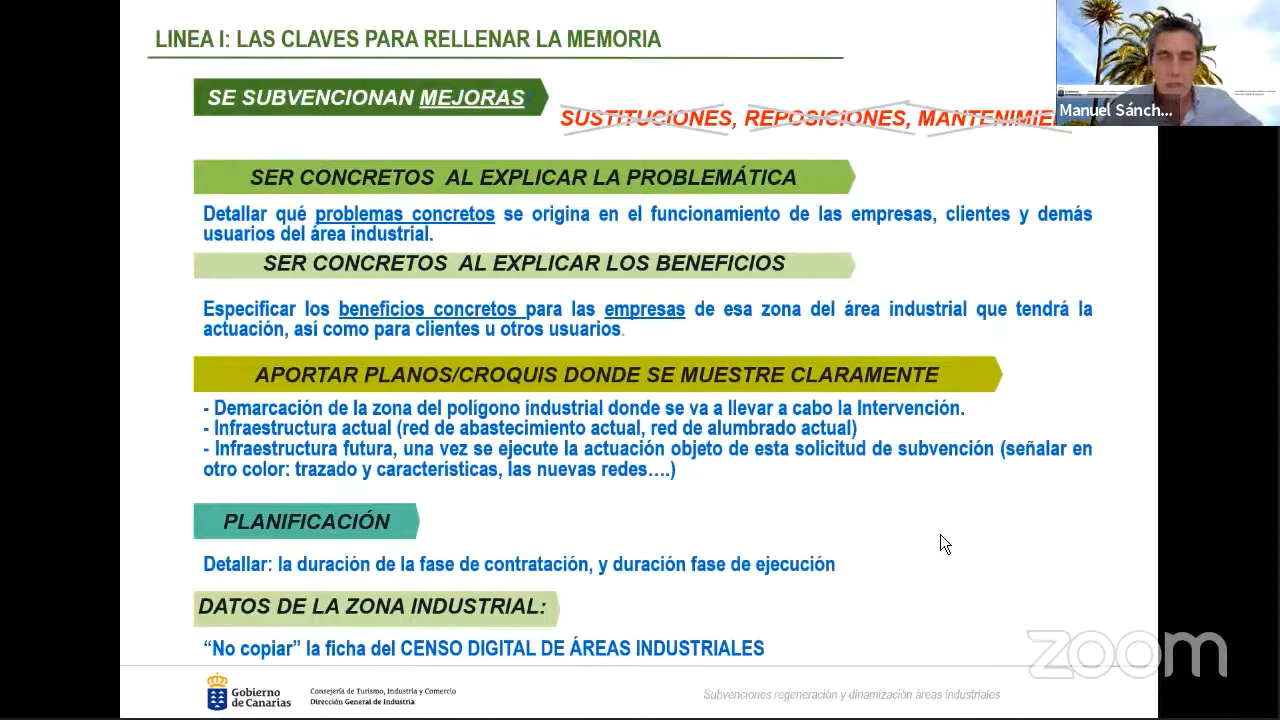 LINEA I: LAS CLAVES PARA RELLENAR LA MEMORIA
SE SUBVENCIONAN MEJORAS
SUSTITUCIONES, REPOSICIONES, MANTENIMIE
Manuel Sánch...
SER CONCRETOS AL EXPLICAR LA PROBLEMÁTICA
Detallar qué problemas concretos se origina en el funcionamiento de las empresas, clientes y demás
usuarios del área industrial.
SER CONCRETOS AL EXPLICAR LOS BENEFICIOS
Especificar los beneficios concretos para las empresas de esa zona del área industrial que tendrá la
actuación, así como para clientes u otros usuarios.
APORTAR PLANOS/CROQUIS DONDE SE MUESTRE CLARAMENTE
- Demarcación de la zona del polígono industrial donde se va a llevar a cabo la Intervención.
- Infraestructura actual (red de abastecimiento actual, red de alumbrado actual)
- Infraestructura futura, una vez se ejecute la actuación objeto de esta solicitud de subvención (señalar en
otro color: trazado y características, las nuevas redes….)
PLANIFICACIÓN
Detallar: la duración de la fase de contratación, y duración fase de ejecución
DATOS DE LA ZONA INDUSTRIAL:
“No copiar” la ficha del CENSO DIGITAL DE ÁREAS INDUSTRIALES
zoom
Gobierno
de Canarias
Consejería de Turismo, Industria y Comercio
Dirección General de Industria
Subvenciones regeneración y dinamización áreas industriales